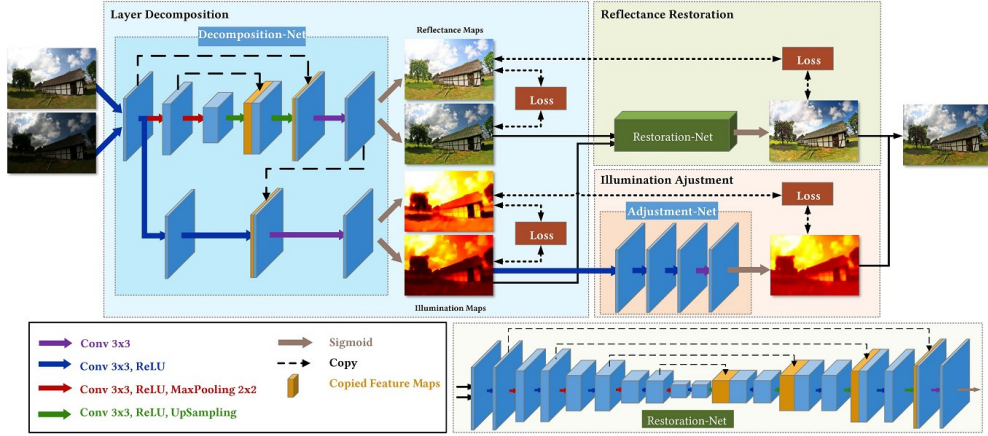 Layer Decomposition
Decomposition-Net
Reflectance Maps
Loss
Loss
Illumination Maps
Reflectance Restoration
Loss
Restoration-Net
Illumination Ajustment
Loss
Adjustment-Net
Conv 3x3
Conv 3x3, ReLU
Conv 3x3, ReLU, MaxPooling 2x2
Conv 3x3, ReLU, UpSampling
Sigmoid
Copy
Copied Feature Maps
Restoration-Net